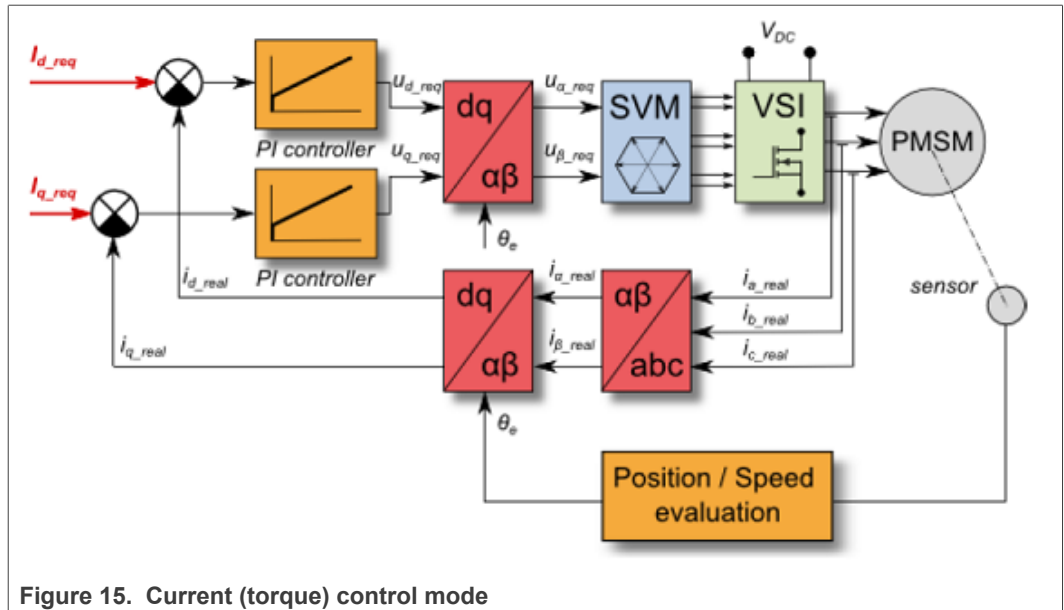 V_DC
I_d_req
u_d_req
dq
αβ
u_α_req
SVM
VSI
PMSM
PI controller
I_q_req
u_q_req
u_β_req
PI controller
θ_e
i_d_real
dq
αβ
i_α_real
αβ
abc
i_a_real
sensor
i_b_real
i_q_real
i_β_real
i_c_real
θ_e
Position / Speed
evaluation
Figure 15. Current (torque) control mode